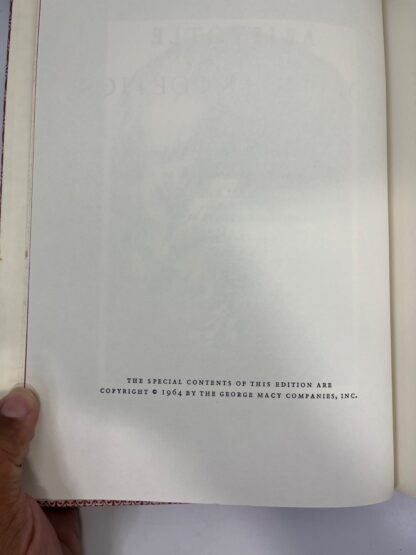 THE SPECIAL CONTENTS OF THIS EDITION ARE
COPYRIGHT © 1964 BY THE GEORGE MACY COMPANIES, INC.